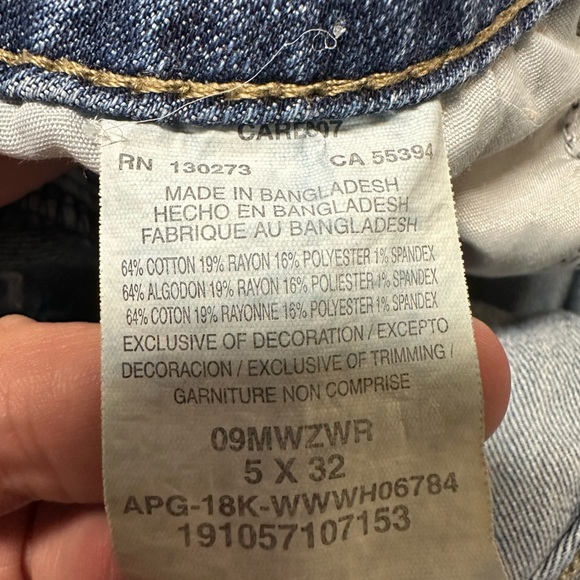 RN 130273 CA 55394
MADE IN BANGLADESH
HECHO EN BANGLADESH
FABRIQUE AU BANGLADESH
64% COTTON 19% RAYON 16% POLYESTER 1% SPANDEX
64% ALGODON 19% RAYON 16% POLIESTER 1% SPANDEX
64% COTON 19% RAYONNE 16% POLYESTER 1% SPANDEX
EXCLUSIVE OF DECORATION / EXCEPTO
DECORACION / EXCLUSIVE OF TRIMMING /
GARNITURE NON COMPRISE
09MWZWR
5 X 32
APG-18K-WWWH06784
191057107153